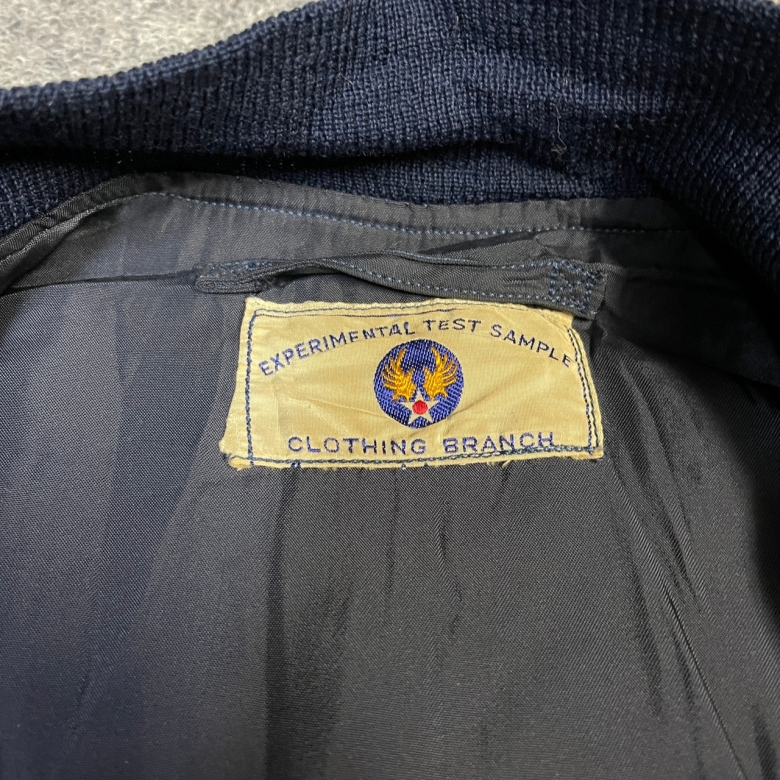 EXPERIMENTAL TEST SAMPLE
CLOTHING BRANCH